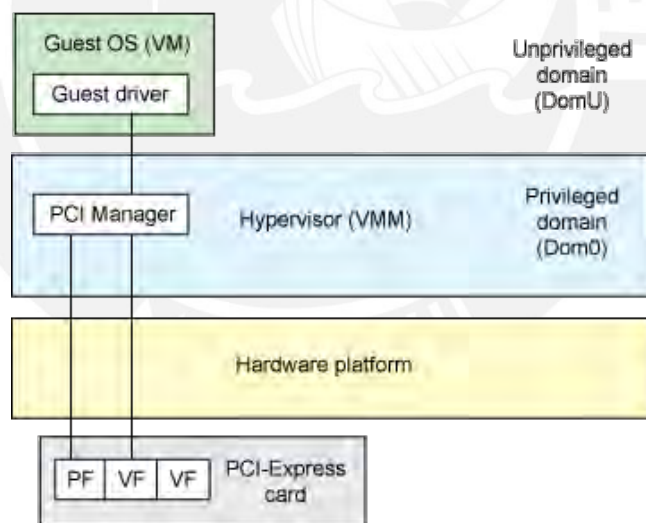 Guest OS (VM)
Guest driver
Unprivileged
domain
(DomU)
PCI Manager
Hypervisor (VMM)
Privileged
domain
(Dom0)
Hardware platform
PF VF VF
PCI-Express
card